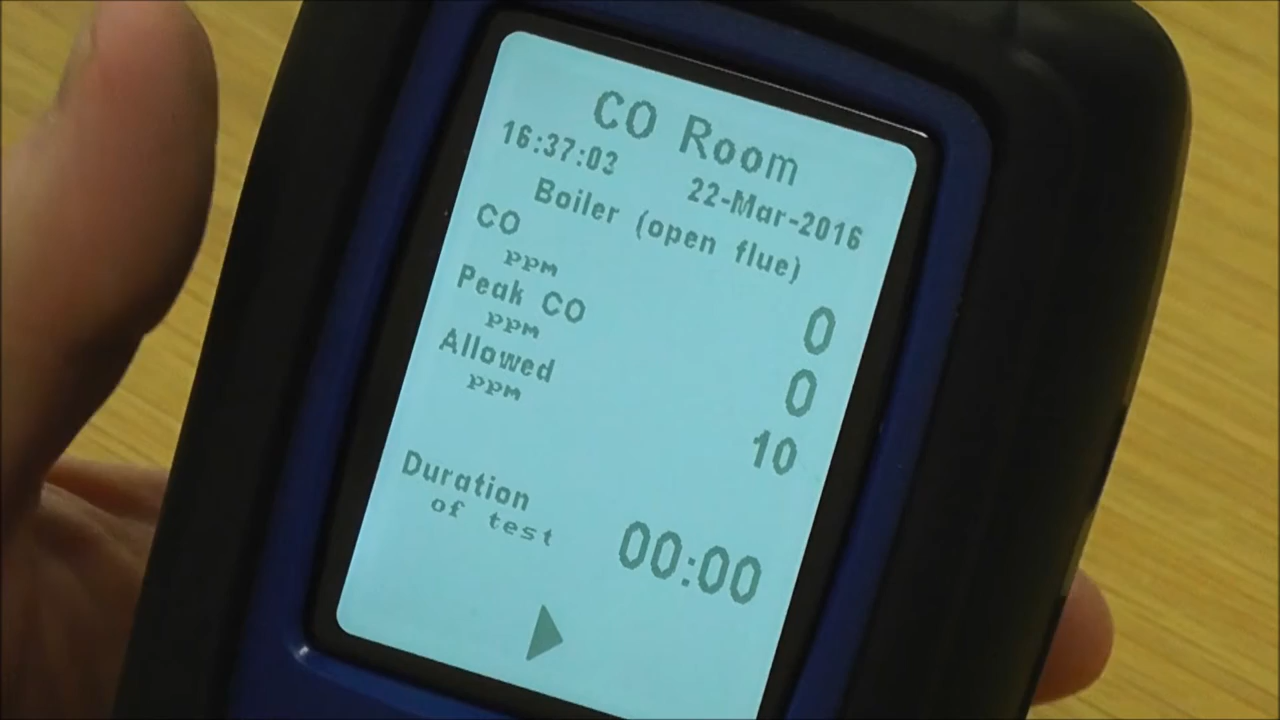 CO Room
16:37:03 22-Mar-2016
Boiler (open flue)
CO
ppm 0
Peak CO
ppm 0
Allowed
ppm 10
Duration
of test 00:00